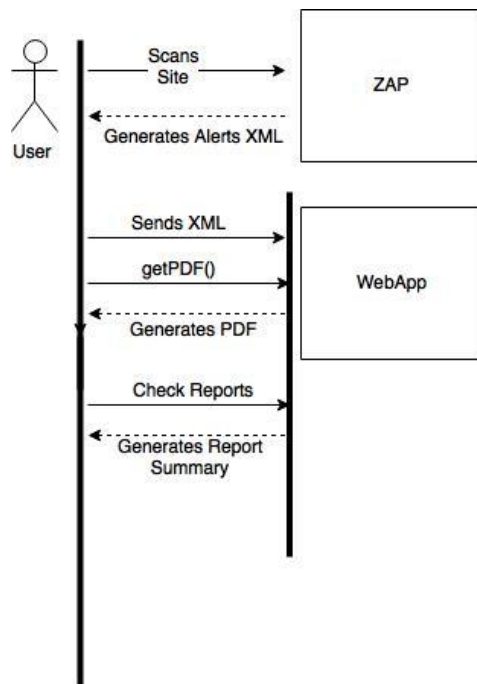 Scans
Site
ZAP
Generates Alerts XML
User
Sends XML
getPDF()
WebApp
Generates PDF
Check Reports
Generates Report
Summary